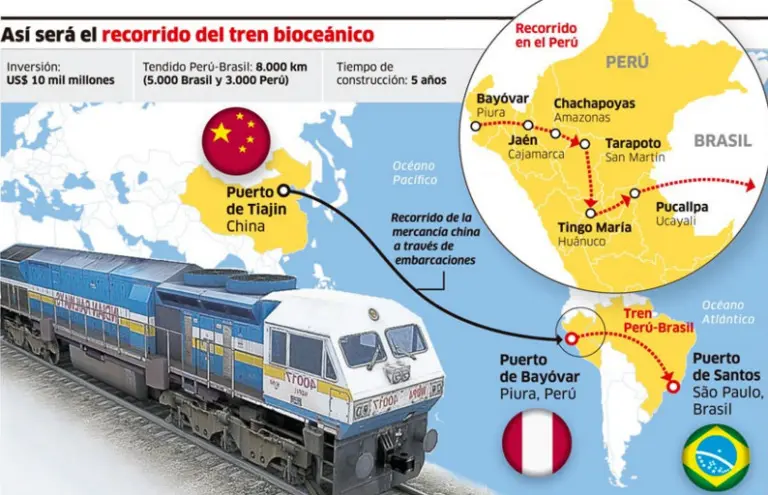 Así será el recorrido del tren bioceánico
Inversión:
US$ 10 mil millones
Tendido Perú-Brasil: 8.000 km
(5.000 Brasil y 3.000 Perú)
Tiempo de
construcción: 5 años
Recorrido
en el Perú
PERÚ
Bayóvar
Piura
Chachapoyas
Amazonas
Jaén
Cajamarca
Tarapoto
San Martín
BRASIL
Tingo María
Huánuco
Pucallpa
Ucayali
Océano
Pacífico
Puerto
de Tiajin
China
Recorrido de la
mercancía china
a través de
embarcaciones
Océano
Atlántico
Tren
Perú-Brasil
Puerto
de Bayóvar
Piura, Perú
Puerto
de Santos
São Paulo,
Brasil
40017